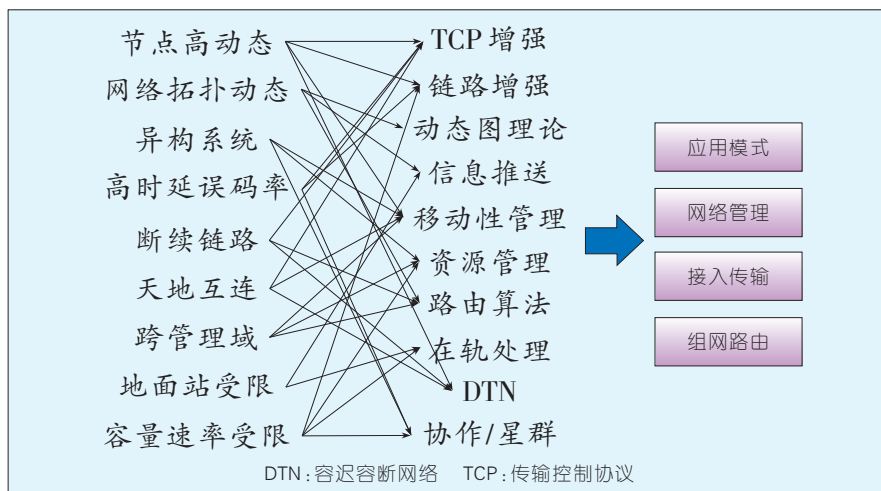 节点高动态
网络拓扑动态
异构系统
高时延误码率
断续链路
天地互连
跨管理域
地面站受限
容量速率受限
TCP 增强
链路增强
动态图理论
信息推送
移动性管理
资源管理
路由算法
在轨处理
DTN
协作/星群
应用模式
网络管理
接入传输
组网路由
DTN：容迟容断网络 TCP：传输控制协议